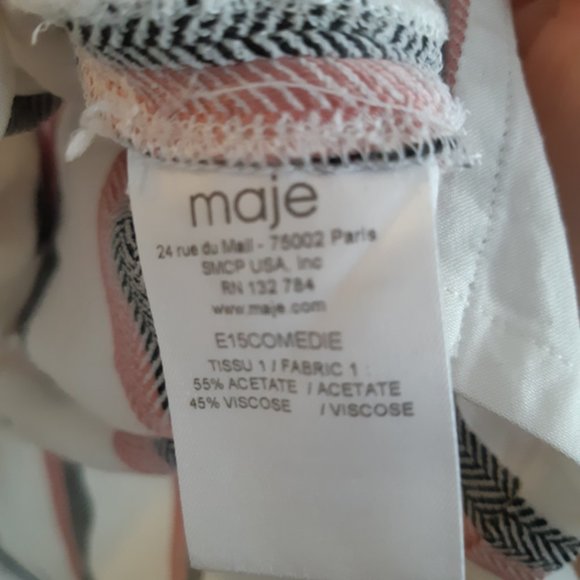 maje
24 rue du Mail - 75002 Paris
SMCP USA, Inc
RN 132 784
www.maje.com
E15COMEDIE
TISSU 1 / FABRIC 1 :
55% ACETATE / ACETATE
45% VISCOSE / VISCOSE